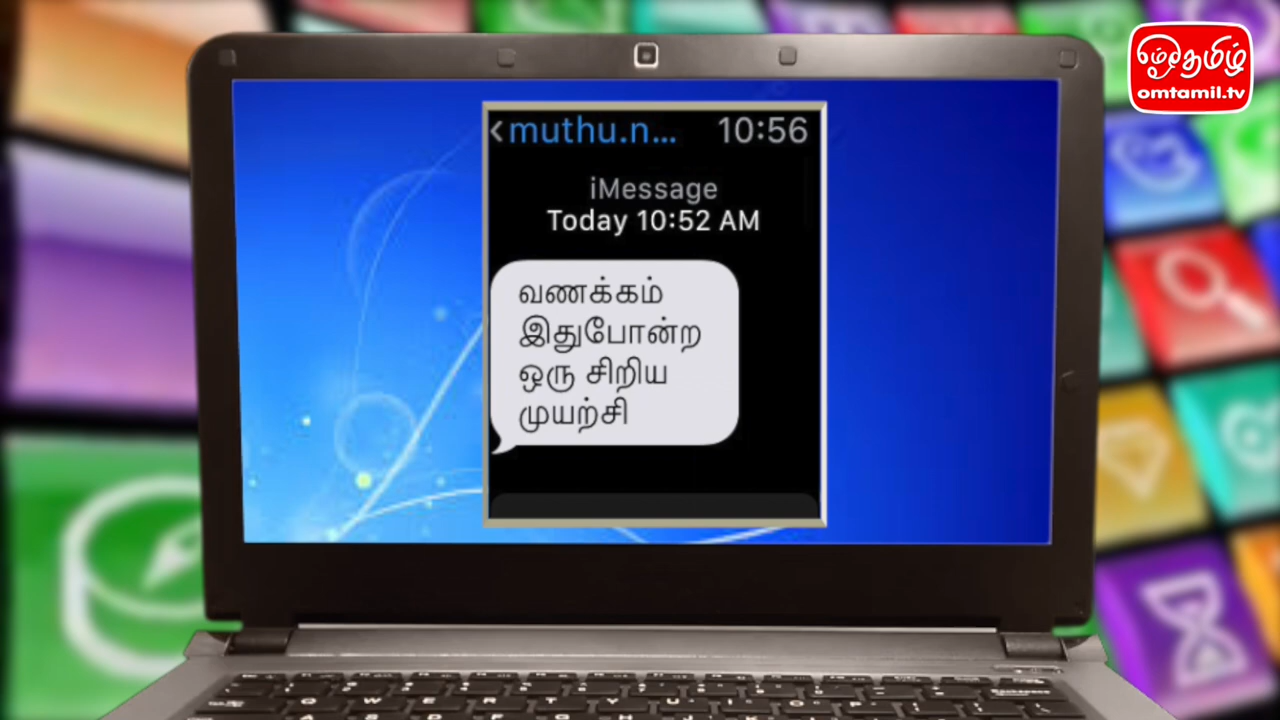 ஓம்தமிழ்
omtamil.tv
muthu.n... 10:56
iMessage
Today 10:52 AM
வணக்கம்
இதுபோன்ற
ஒரு சிறிய
முயற்சி
Q W E R T Y U I O P